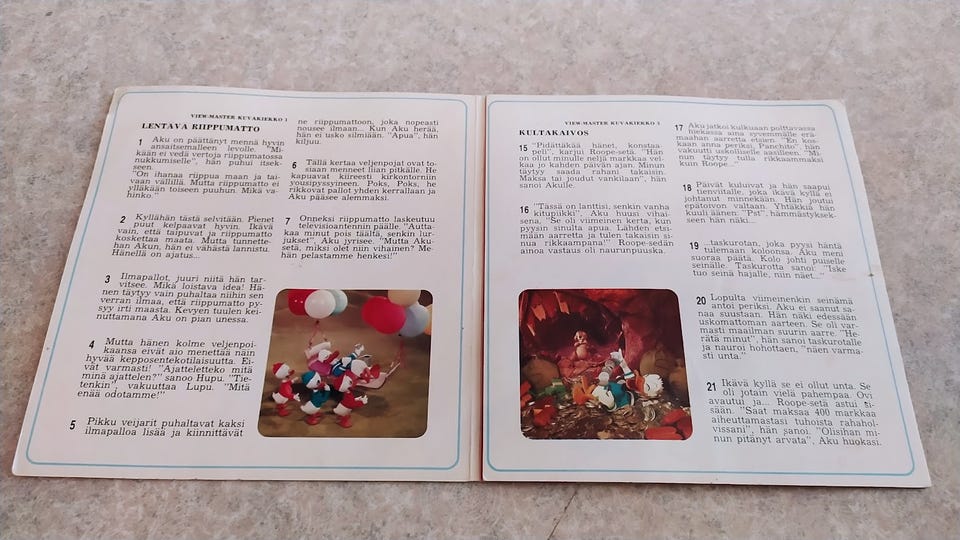 VIEW-MASTER KUVAKIEKKO 1
LENTÄVÄ RIIPPUMATTO
1 Aku on päättänyt mennä hyvin
ansaitsemalleen levolle. "Mi-
kään ei vedä vertoja riippumatossa
nukkumiselle", hän puhui itsek-
seen.
"On ihanaa riippua maan ja tai-
vaan välillä. Mutta riippumatto ei
ylläkään toiseen puuhun. Mikä va-
hinko.
2 Kyllähän tästä selvitään. Pienet
puut kelpaavat hyvin. Ikävä
vain, että taipuvat ja riippumatto
koskettaa maata. Mutta tunnette-
han Akun, hän ei vähästä lannistu.
Hänellä on ajatus...
3 Ilmapallot, juuri niitä hän tar-
vitsee. Mikä loistava idea! Hä-
nen täytyy vain puhaltaa niihin sen
verran ilmaa, että riippumatto py-
syy irti maasta. Kevyen tuulen kei-
nuttamana Aku on pian unessa.
4 Mutta hänen kolme veljenpoi-
kaansa eivät aio menettää näin
hyvää kepposentekotilaisuutta. Ei-
vät varmasti! "Ajatteletteko mitä
minä ajattelen?" sanoo Hupu. "Tie-
tenkin", vakuuttaa Lupu. "Mitä
enää odotamme!"
5 Pikku veijarit puhaltavat kaksi
ilmapalloa lisää ja kiinnittävät
ne riippumattoon, joka nopeasti
nousee ilmaan... Kun Aku herää,
hän ei usko silmiään. "Apua", hän
kiljuu.
6 Tällä kertaa veljenpojat ovat to-
siaan menneet liian pitkälle. He
kapuavat kiireesti kirkontorniin
yousipyssyineen. Poks, Poks, he
rikkovat pallot yhden kerrallaan ja
Aku pääsee alemmaksi.
7 Onneksi riippumatto laskeutuu
televisioantennin päälle. "Autta-
kaa minut pois täältä, senkin lur-
jukset", Aku jyrisee. "Mutta Aku-
setä, miksi olet niin vihainen? Me-
hän pelastamme henkesi!"
VIEW-MASTER KUVAKIEKKO 3
KULTAKAIVOS
15 "Pidättäkää hänet, konstaa-
peli", karjui Roope-setä. "Hän
on ollut minulle neljä markkaa vel-
kaa jo kahden päivän ajan. Minun
täytyy saada rahani takaisin.
Maksa tai joudut vankilaan", hän
sanoi Akulle.
16 "Tässä on lanttisi, senkin vanha
kitupiikki", Aku huusi vihai-
sena, "Se oli viimeinen kerta, kun
pyysin sinulta apua. Lähden etsi-
mään aarretta ja tulen takaisin si-
nua rikkaampana!" Roope-sedän
ainoa vastaus oli naurunpuuska.
17 Aku jatkoi kulkuaan polttavassa
hiekassa aina syvemmälle erä-
maahan aarretta etsien. "En kos-
kaan anna periksi, Panchito", hän
vakuutti uskolliselle aasilleen. "Mi-
nun täytyy tulla rikkaammaksi
kuin Roope..."
18 Päivät kuluivat ja hän saapui
tienviitalle, joka ikävä kyllä ei
johtanut minnekään. Hän joutui
epätoivon valtaan. Yhtäkkiä hän
kuuli äänen: "Pst", hämmästyksek-
seen hän näki...
19 ...taskurotan, joka pyysi häntä
tulemaan koloonsa. Aku meni
suoraa päätä. Kolo johti puiselle
seinälle. Taskurotta sanoi: "Iske
tuo seinä hajalle, niin näet..."
20 Lopulta viimeinenkin seinämä
antoi periksi. Aku ei saanut sa-
naa suustaan. Hän näki edessään
uskomattoman aarteen. Se oli var-
masti maailman suurin aarre. "He-
rätä minut", hän sanoi taskurotalle
ja nauroi hohottaen, "näen varma-
sti unta."
21 Ikävä kyllä se ei ollut unta. Se
oli jotain vielä pahempaa. Ovi
avautui ja... Roope-setä astui si-
sään. "Saat maksaa 400 markkaa
aiheuttamastasi tuhoista rahahol-
vissani", hän sanoi. "Olisihan mi-
nun pitänyt arvata", Aku huokasi.